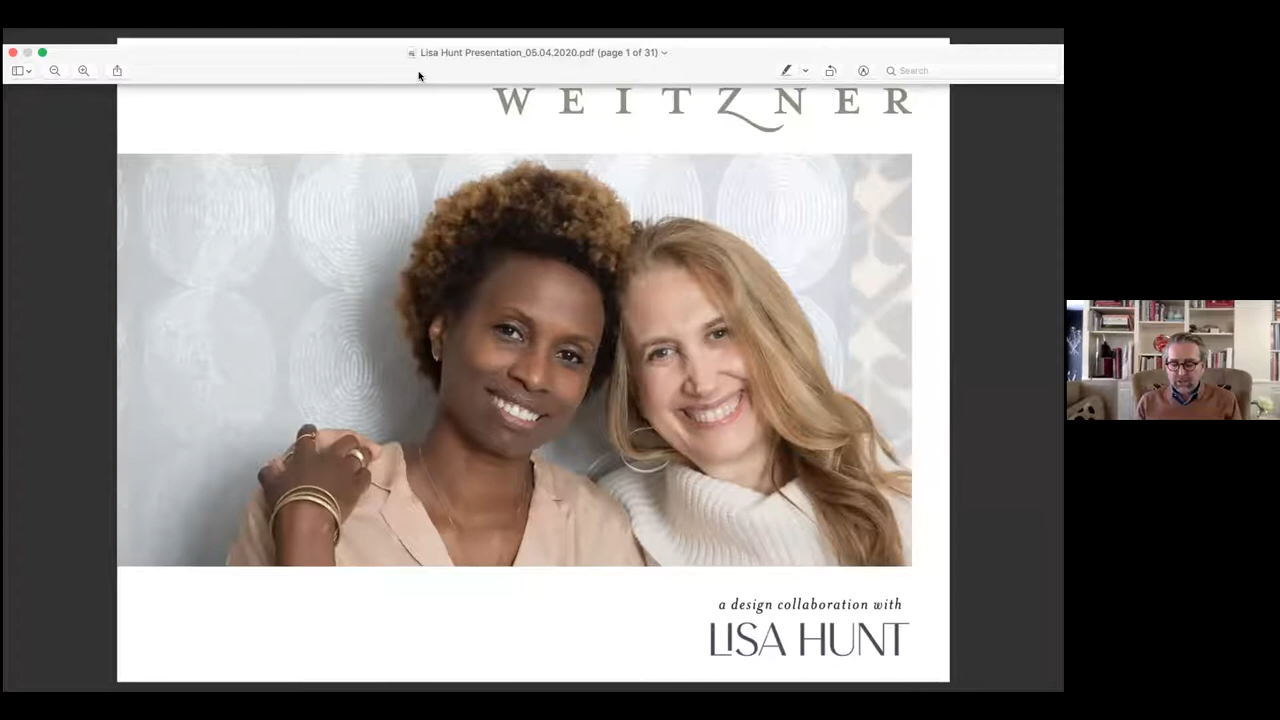 Lisa Hunt Presentation_05.04.2020.pdf (page 1 of 31)
Search
WEITZNER
a design collaboration with
LISA HUNT